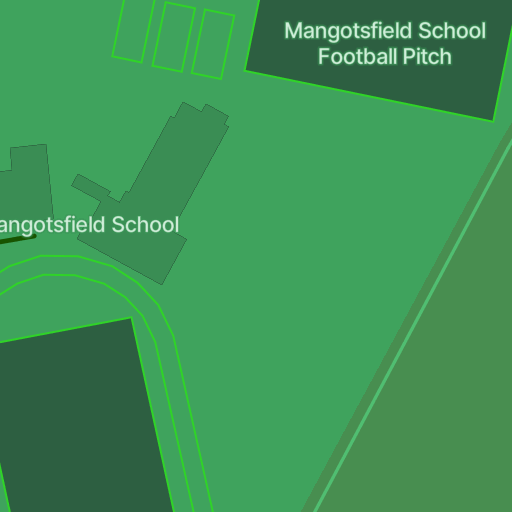 Mangotsfield School
Football Pitch
angotsfield School